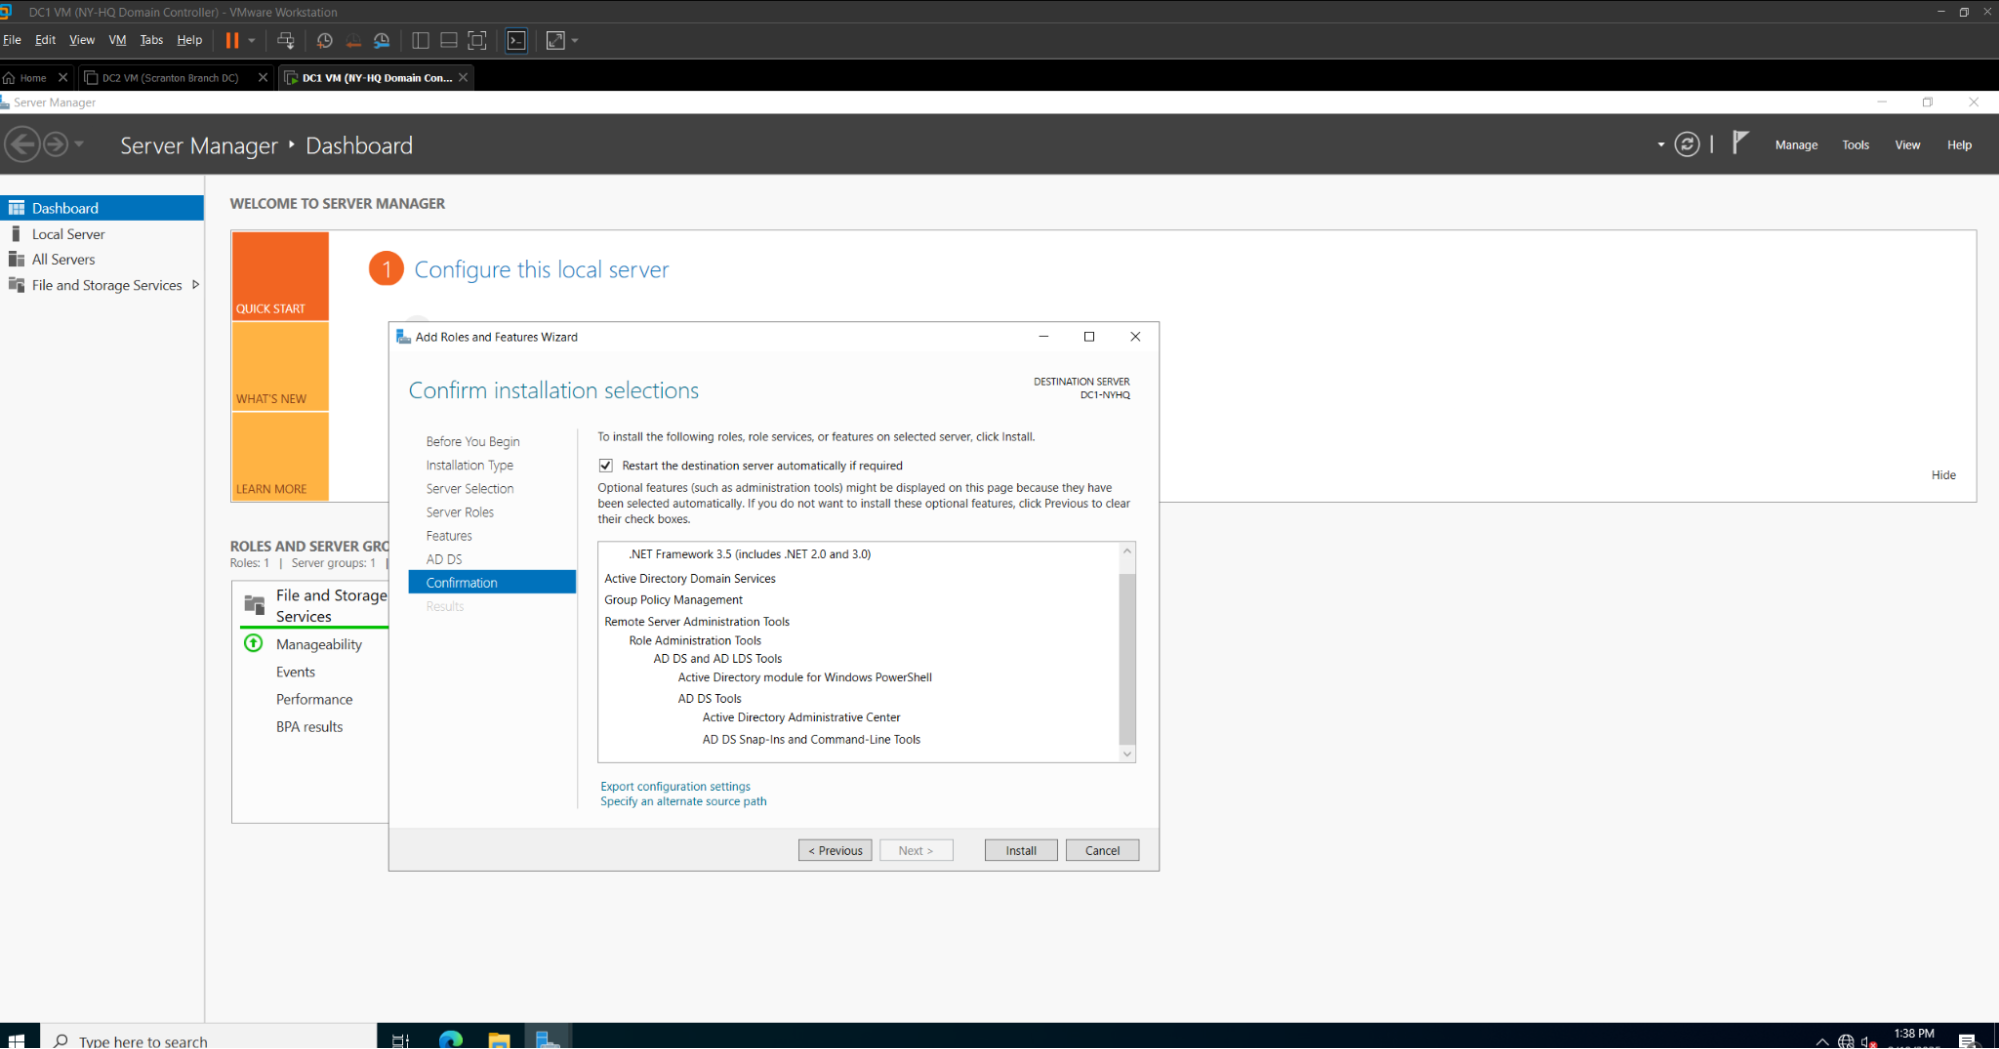 DC1 VM (NY-HQ Domain Controller) - VMware Workstation
File Edit View VM Tabs Help
Home
DC2 VM (Scranton Branch DC)
DC1 VM (NY-HQ Domain Con...
Server Manager
Server Manager ‣ Dashboard
Manage Tools View Help
Dashboard
Local Server
All Servers
File and Storage Services
WELCOME TO SERVER MANAGER
QUICK START
WHAT'S NEW
LEARN MORE
1 Configure this local server
Hide
ROLES AND SERVER GRO
Roles: 1 | Server groups: 1 |
File and Storage
Services
Manageability
Events
Performance
BPA results
Add Roles and Features Wizard
Confirm installation selections
DESTINATION SERVER
DC1-NYHQ
Before You Begin
Installation Type
Server Selection
Server Roles
Features
AD DS
Confirmation
Results
To install the following roles, role services, or features on selected server, click Install.
Restart the destination server automatically if required
Optional features (such as administration tools) might be displayed on this page because they have
been selected automatically. If you do not want to install these optional features, click Previous to clear
their check boxes.
.NET Framework 3.5 (includes .NET 2.0 and 3.0)
Active Directory Domain Services
Group Policy Management
Remote Server Administration Tools
Role Administration Tools
AD DS and AD LDS Tools
Active Directory module for Windows PowerShell
AD DS Tools
Active Directory Administrative Center
AD DS Snap-Ins and Command-Line Tools
Export configuration settings
Specify an alternate source path
< Previous
Next >
Install
Cancel
Type here to search
1:38 PM